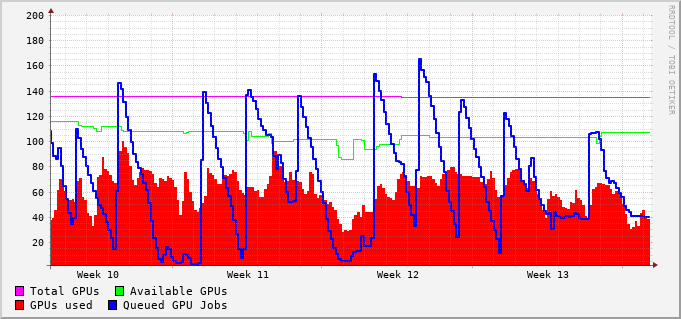 200
180
160
140
120
100
80
60
40
20
Week 10 Week 11 Week 12 Week 13
Total GPUs Available GPUs
GPUs used Queued GPU Jobs
RRDTOOL / TOBI OETIKER